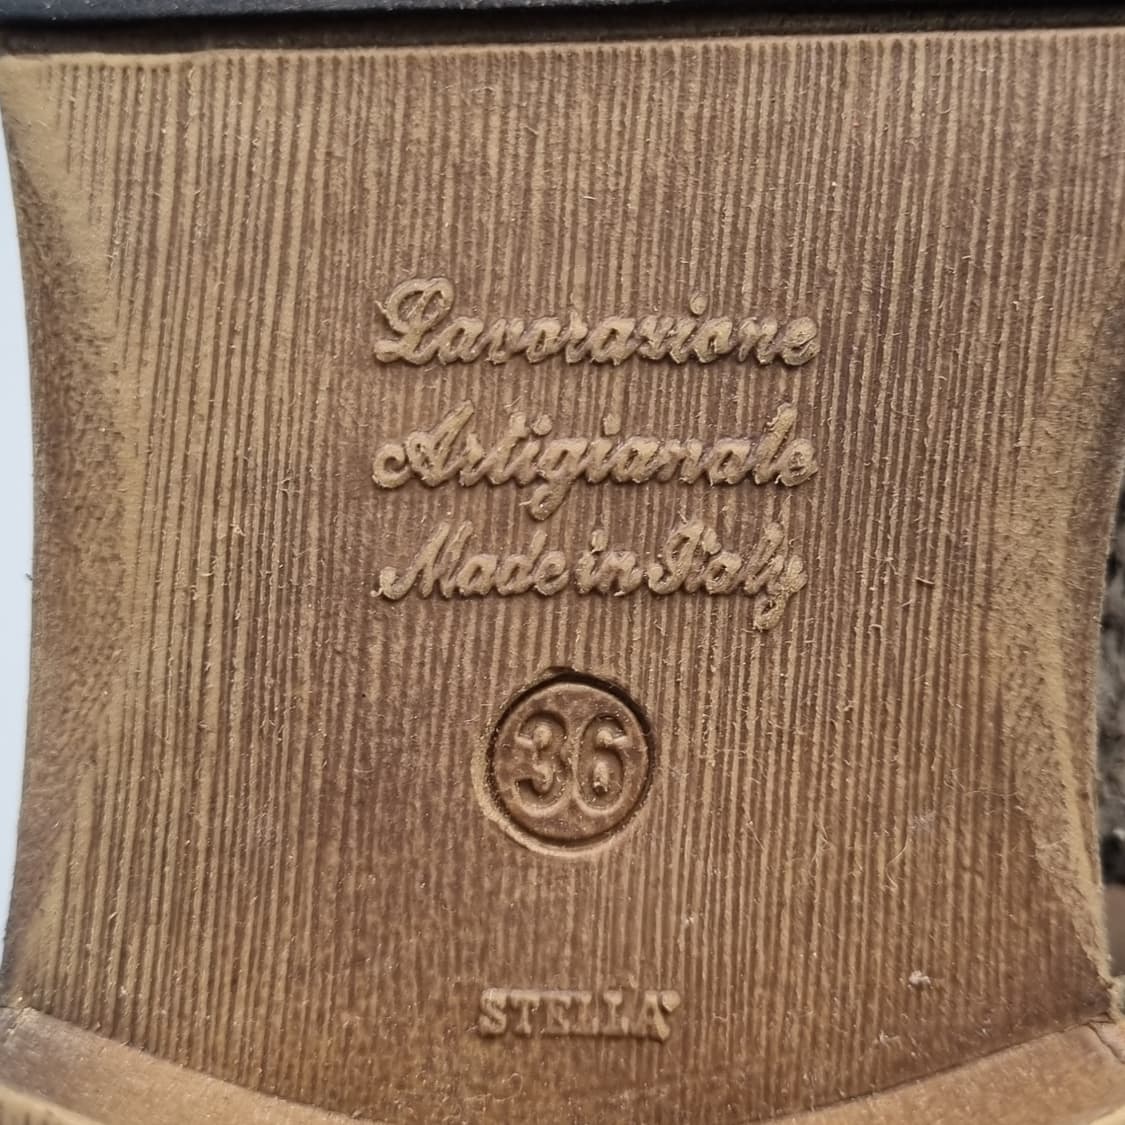 Lavorazione
Artigianale
Made in Italy
36
STELLA